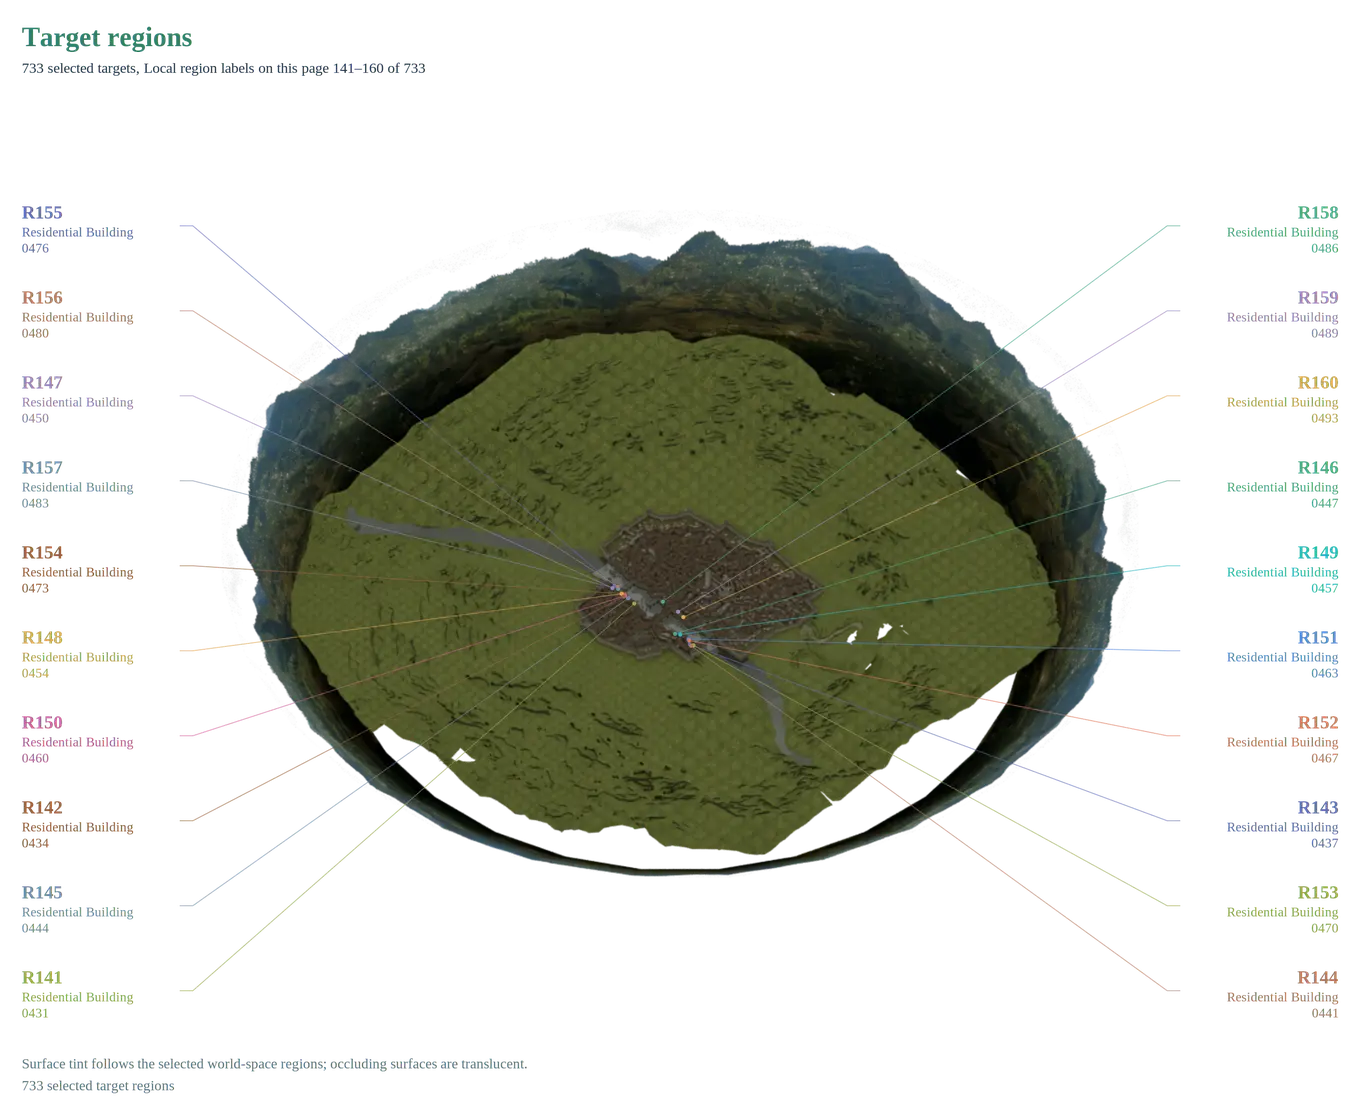 Target regions
733 selected targets, Local region labels on this page 141–160 of 733
R155
Residential Building
0476
R156
Residential Building
0480
R147
Residential Building
0450
R157
Residential Building
0483
R154
Residential Building
0473
R148
Residential Building
0454
R150
Residential Building
0460
R142
Residential Building
0434
R145
Residential Building
0444
R141
Residential Building
0431
R158
Residential Building
0486
R159
Residential Building
0489
R160
Residential Building
0493
R146
Residential Building
0447
R149
Residential Building
0457
R151
Residential Building
0463
R152
Residential Building
0467
R143
Residential Building
0437
R153
Residential Building
0470
R144
Residential Building
0441
Surface tint follows the selected world-space regions; occluding surfaces are translucent.
733 selected target regions